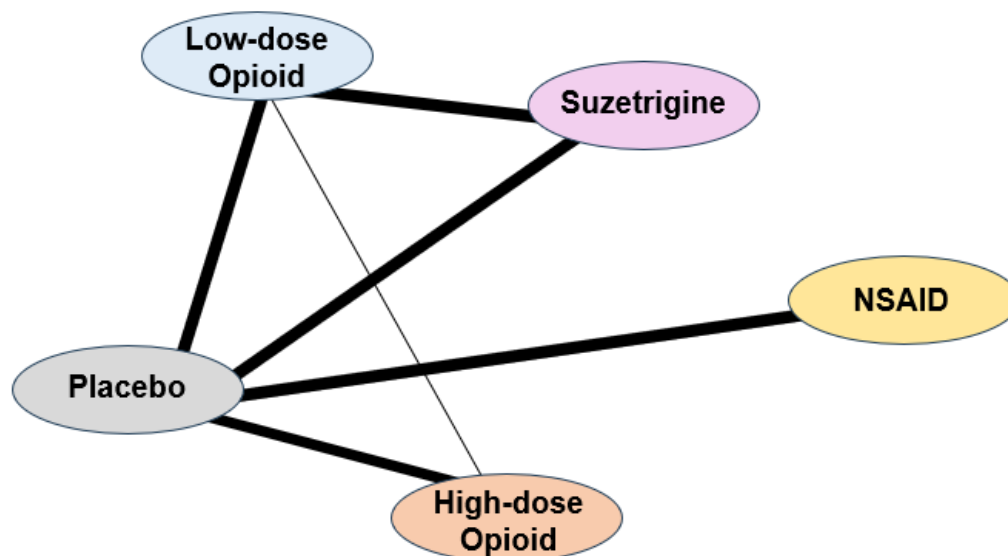 Low-dose
Opioid
Suzetrigine
NSAID
Placebo
High-dose
Opioid